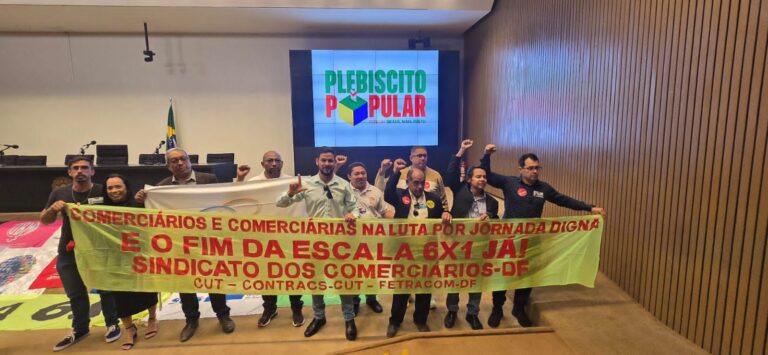 PLEBISCITO
POPULAR
COMERCIÁRIOS E COMERCIÁRIAS NA LUTA POR JORNADA DIGNA
E O FIM DA ESCALA 6X1 JÁ!
SINDICATO DOS COMERCIÁRIOS-DF
CUT - CONTRACS-CUT - FETRACOM-DF